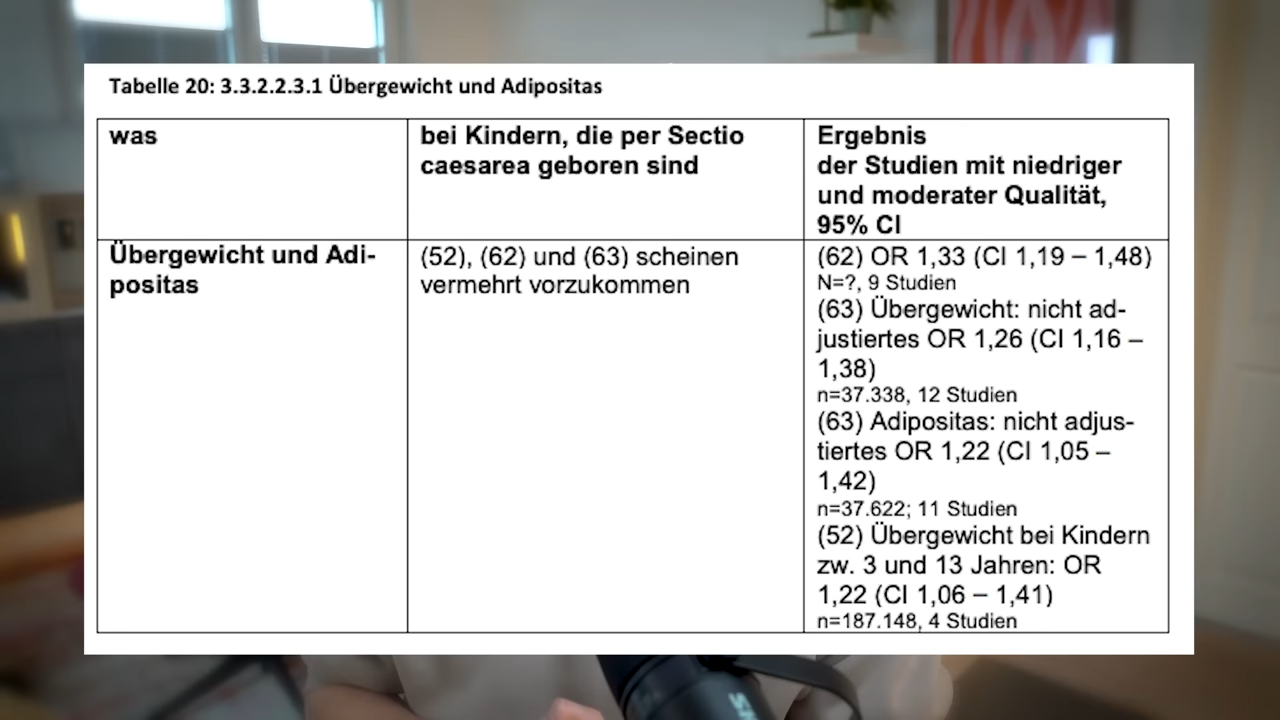 Tabelle 20: 3.3.2.2.3.1 Übergewicht und Adipositas
was
bei Kindern, die per Sectio
caesarea geboren sind
Ergebnis
der Studien mit niedriger
und moderater Qualität,
95% CI
Übergewicht und Adi-
positas
(52), (62) und (63) scheinen
vermehrt vorzukommen
(62) OR 1,33 (CI 1,19 – 1,48)
N=?, 9 Studien
(63) Übergewicht: nicht ad-
justiertes OR 1,26 (CI 1,16 –
1,38)
n=37.338, 12 Studien
(63) Adipositas: nicht adjus-
tiertes OR 1,22 (CI 1,05 –
1,42)
n=37.622; 11 Studien
(52) Übergewicht bei Kindern
zw. 3 und 13 Jahren: OR
1,22 (CI 1,06 – 1,41)
n=187.148, 4 Studien